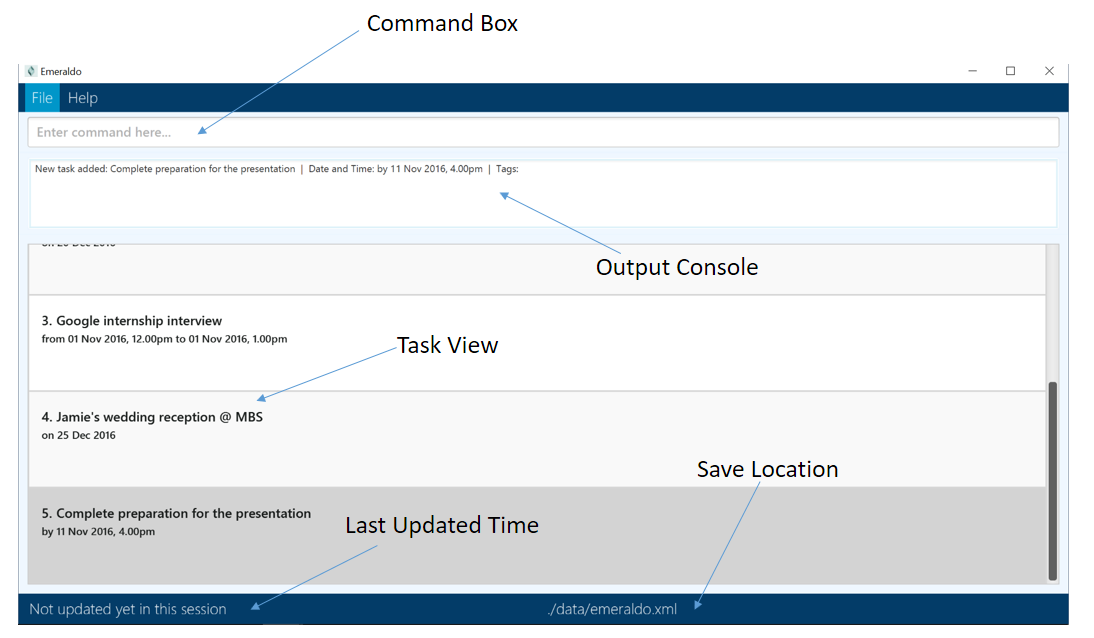 Command Box
Emeraldo
File Help
Enter command here...
New task added: Complete preparation for the presentation | Date and Time: by 11 Nov 2016, 4.00pm | Tags:
Output Console
3. Google internship interview
from 01 Nov 2016, 12.00pm to 01 Nov 2016, 1.00pm
Task View
4. Jamie's wedding reception @ MBS
on 25 Dec 2016
Save Location
5. Complete preparation for the presentation
by 11 Nov 2016, 4.00pm
Last Updated Time
Not updated yet in this session
./data/emeraldo.xml